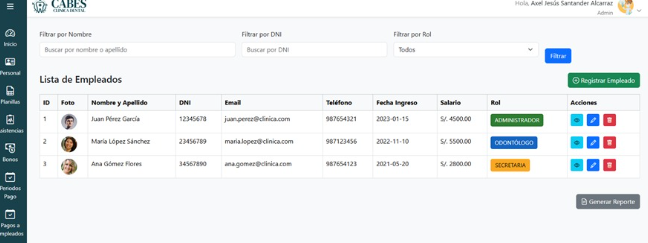 CABES
CLINICA DENTAL
Hola, Axel Jesús Santander Alcarraz
Admin
Inicio
Personal
Planillas
sistencias
Bonos
Periodos
Pago
Pagos a
mpleados
Filtrar por Nombre
Buscar por nombre o apellido
Filtrar por DNI
Buscar por DNI
Filtrar por Rol
Todos
Filtrar
Lista de Empleados
Registrar Empleado
ID Foto Nombre y Apellido DNI Email Teléfono Fecha Ingreso Salario Rol Acciones
1 Juan Pérez García 12345678 juan.perez@clinica.com 987654321 2023-01-15 S/. 4500.00 ADMINISTRADOR
2 María López Sánchez 23456789 maria.lopez@clinica.com 987123456 2022-11-10 S/. 5500.00 ODONTÓLOGO
3 Ana Gómez Flores 34567890 ana.gomez@clinica.com 987654123 2021-05-20 S/. 2800.00 SECRETARIA
Generar Reporte